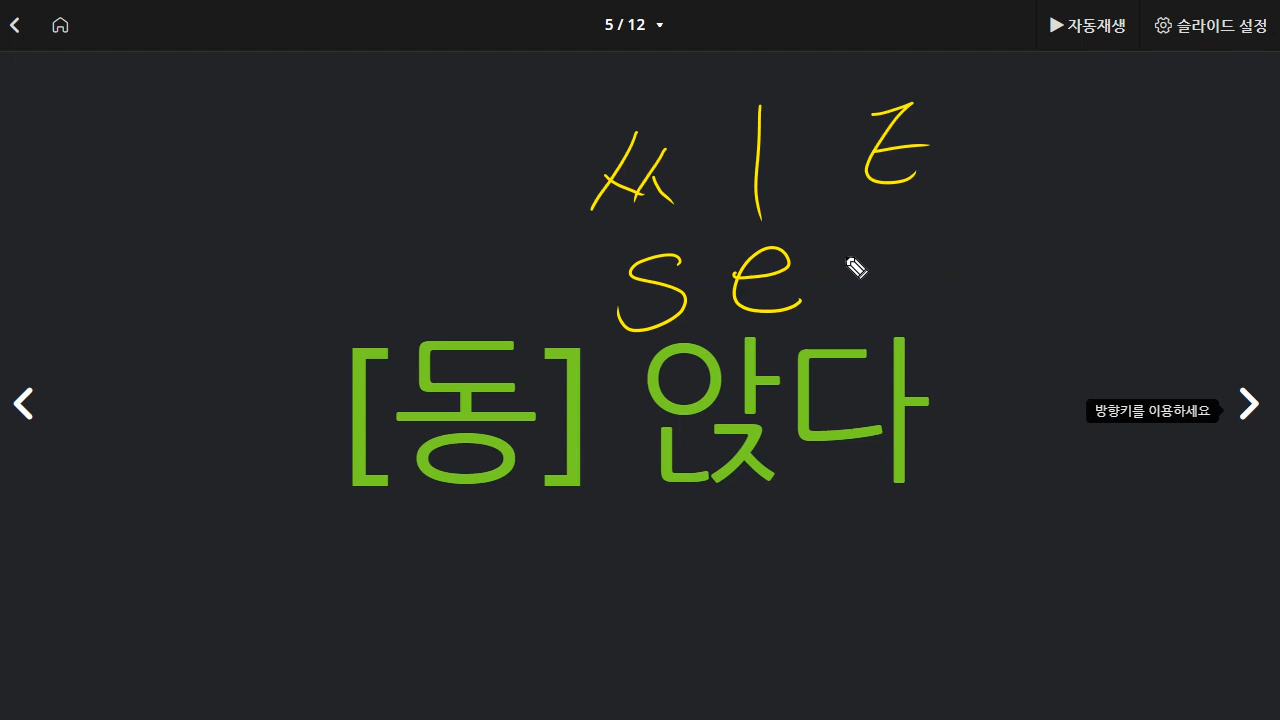 5 / 12
자동재생
슬라이드 설정
ㅆ ㅣ ㅌ
se
[동] 앉다
방향키를 이용하세요